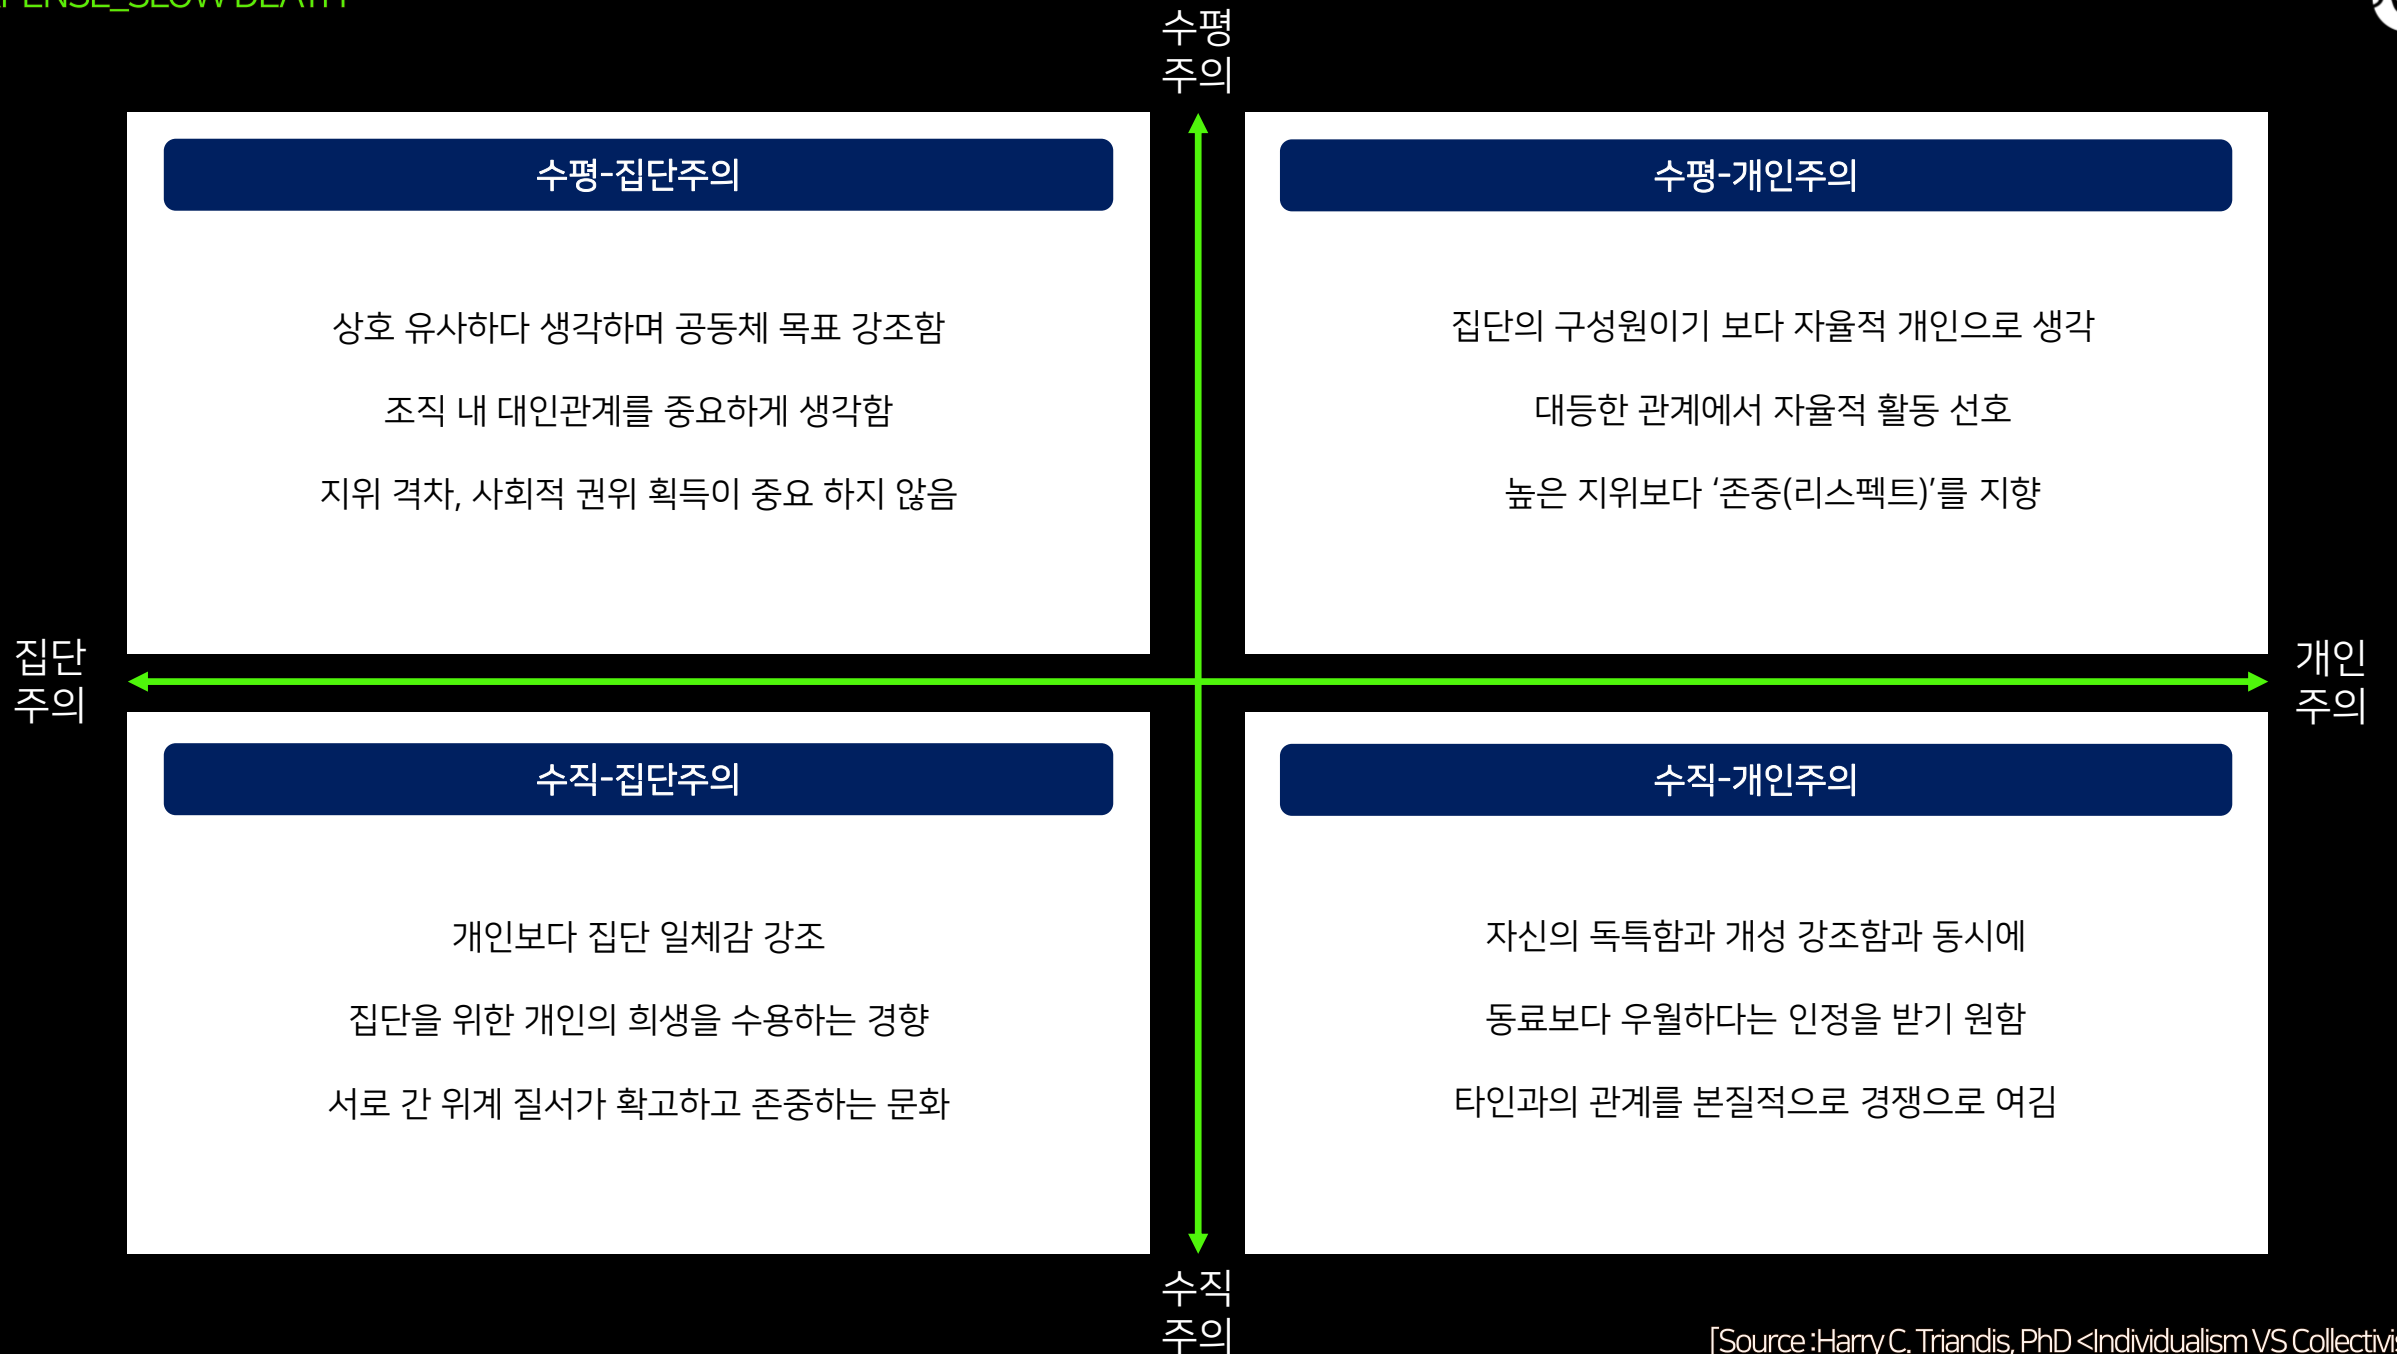 PENSE_SLOW DEATH
수평
주의
수평-집단주의
상호 유사하다 생각하며 공동체 목표 강조함
조직 내 대인관계를 중요하게 생각함
지위 격차, 사회적 권위 획득이 중요 하지 않음
수평-개인주의
집단의 구성원이기 보다 자율적 개인으로 생각
대등한 관계에서 자율적 활동 선호
높은 지위보다 ‘존중(리스펙트)’를 지향
집단
주의
개인
주의
수직-집단주의
개인보다 집단 일체감 강조
집단을 위한 개인의 희생을 수용하는 경향
서로 간 위계 질서가 확고하고 존중하는 문화
수직-개인주의
자신의 독특함과 개성 강조함과 동시에
동료보다 우월하다는 인정을 받기 원함
타인과의 관계를 본질적으로 경쟁으로 여김
수직
주의
[Source :Harry C. Triandis, PhD <Individualism VS Collectivis